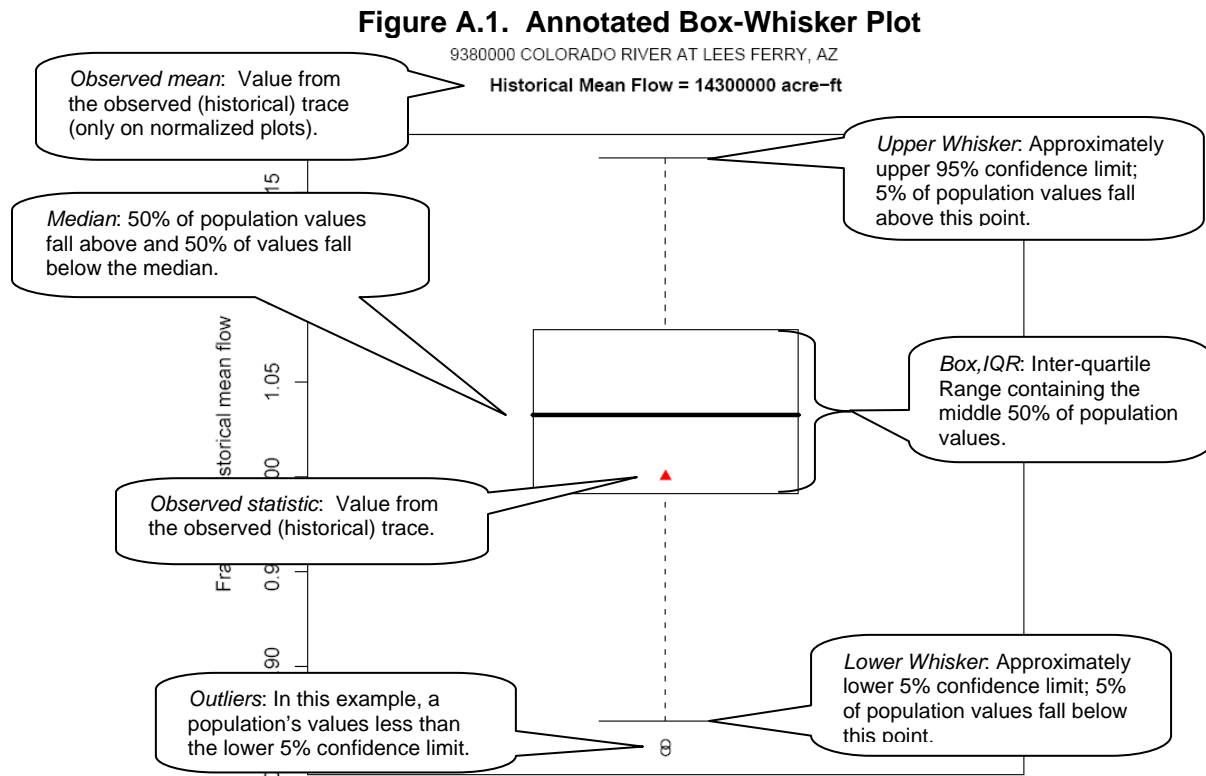 Figure A.1. Annotated Box-Whisker Plot
9380000 COLORADO RIVER AT LEES FERRY, AZ
Historical Mean Flow = 14300000 acre-ft
Observed mean: Value from
the observed (historical) trace
(only on normalized plots).
Upper Whisker: Approximately
upper 95% confidence limit;
5% of population values fall
above this point.
Median: 50% of population values
fall above and 50% of values fall
below the median.
Box,IQR: Inter-quartile
Range containing the
middle 50% of population
values.
Observed statistic: Value from
the observed (historical) trace.
Lower Whisker: Approximately
lower 5% confidence limit; 5%
of population values fall below
this point.
Outliers: In this example, a
population's values less than
the lower 5% confidence limit.
mean flow
1.05